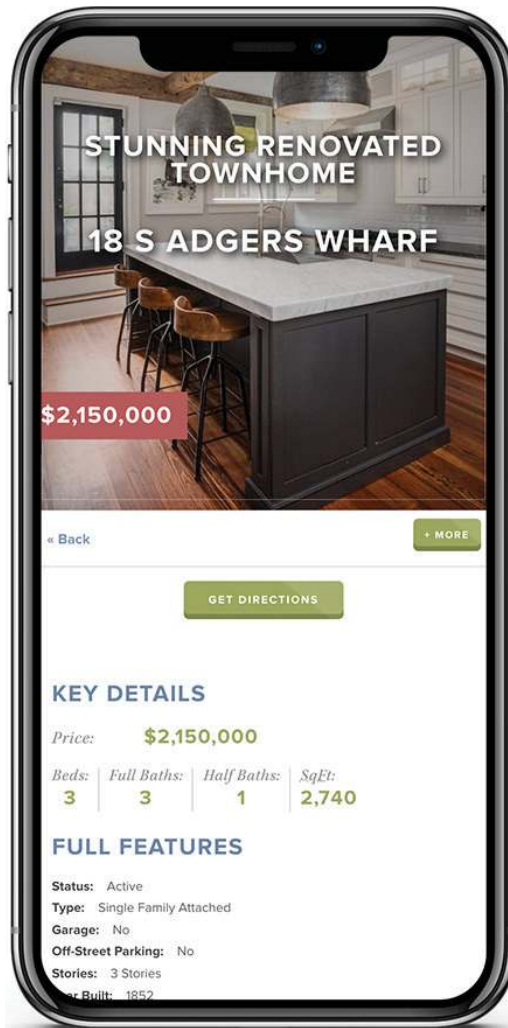 STUNNING RENOVATED
TOWNHOME
18 S ADGERS WHARF
$2,150,000
« Back
+ MORE
GET DIRECTIONS
KEY DETAILS
Price: $2,150,000
Beds: Full Baths: Half Baths: SqFt:
3 3 1 2,740
FULL FEATURES
Status: Active
Type: Single Family Attached
Garage: No
Off-Street Parking: No
Stories: 3 Stories
Built: 1852